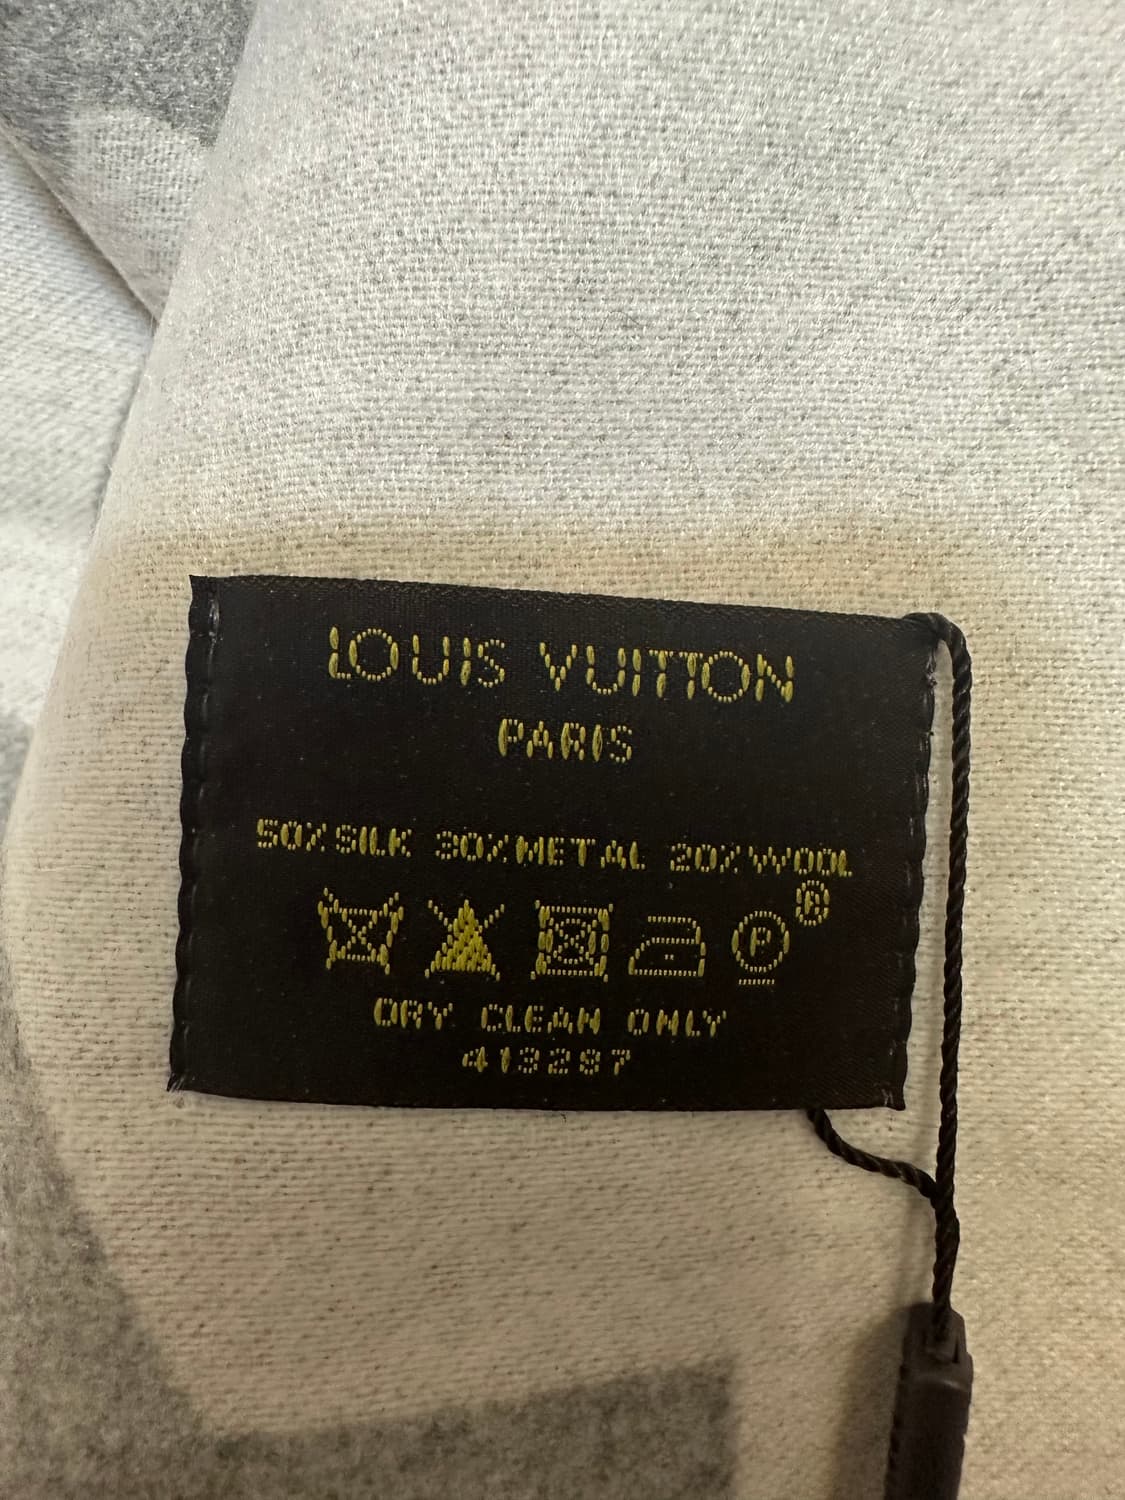 LOUIS VUITTON
PARIS
50% SILK 30% METAL 20% WOOL
®
P
DRY CLEAN ONLY
413297